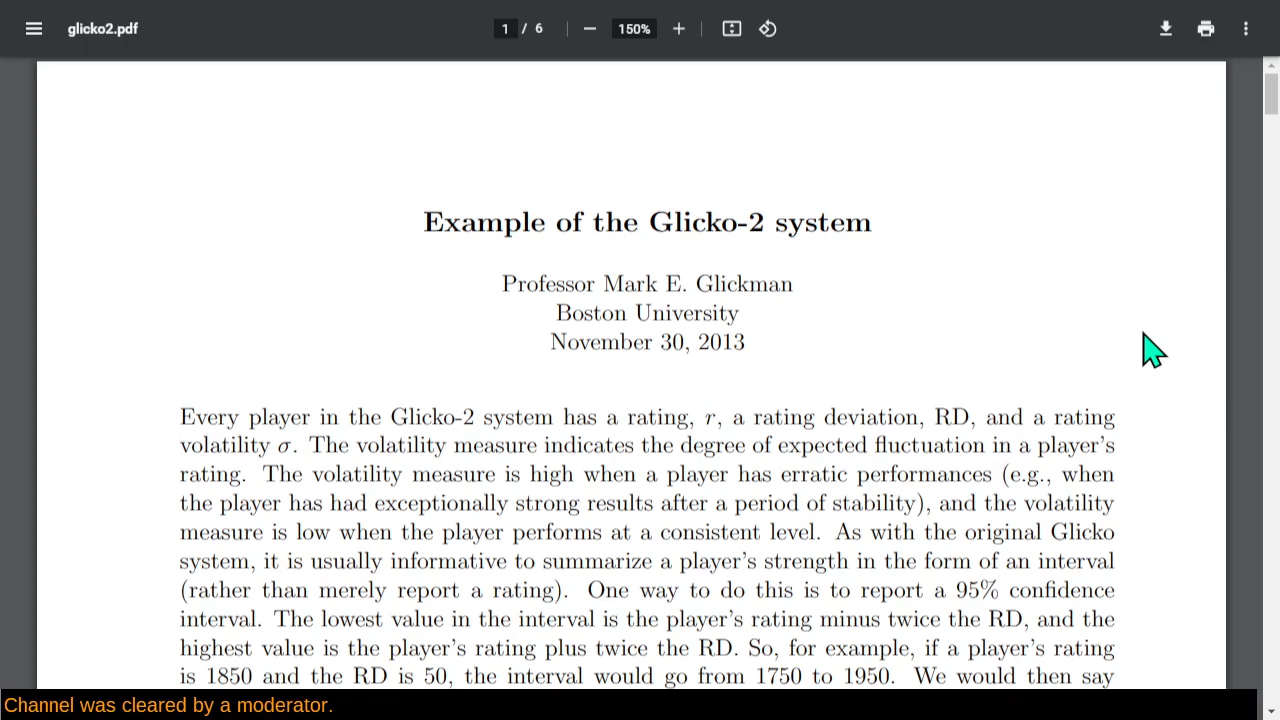 glicko2.pdf
1 / 6
150%
Example of the Glicko-2 system
Professor Mark E. Glickman
Boston University
November 30, 2013
Every player in the Glicko-2 system has a rating, r, a rating deviation, RD, and a rating
volatility σ. The volatility measure indicates the degree of expected fluctuation in a player's
rating. The volatility measure is high when a player has erratic performances (e.g., when
the player has had exceptionally strong results after a period of stability), and the volatility
measure is low when the player performs at a consistent level. As with the original Glicko
system, it is usually informative to summarize a player's strength in the form of an interval
(rather than merely report a rating). One way to do this is to report a 95% confidence
interval. The lowest value in the interval is the player's rating minus twice the RD, and the
highest value is the player's rating plus twice the RD. So, for example, if a player's rating
is 1850 and the RD is 50, the interval would go from 1750 to 1950. We would then say
Channel was cleared by a moderator.